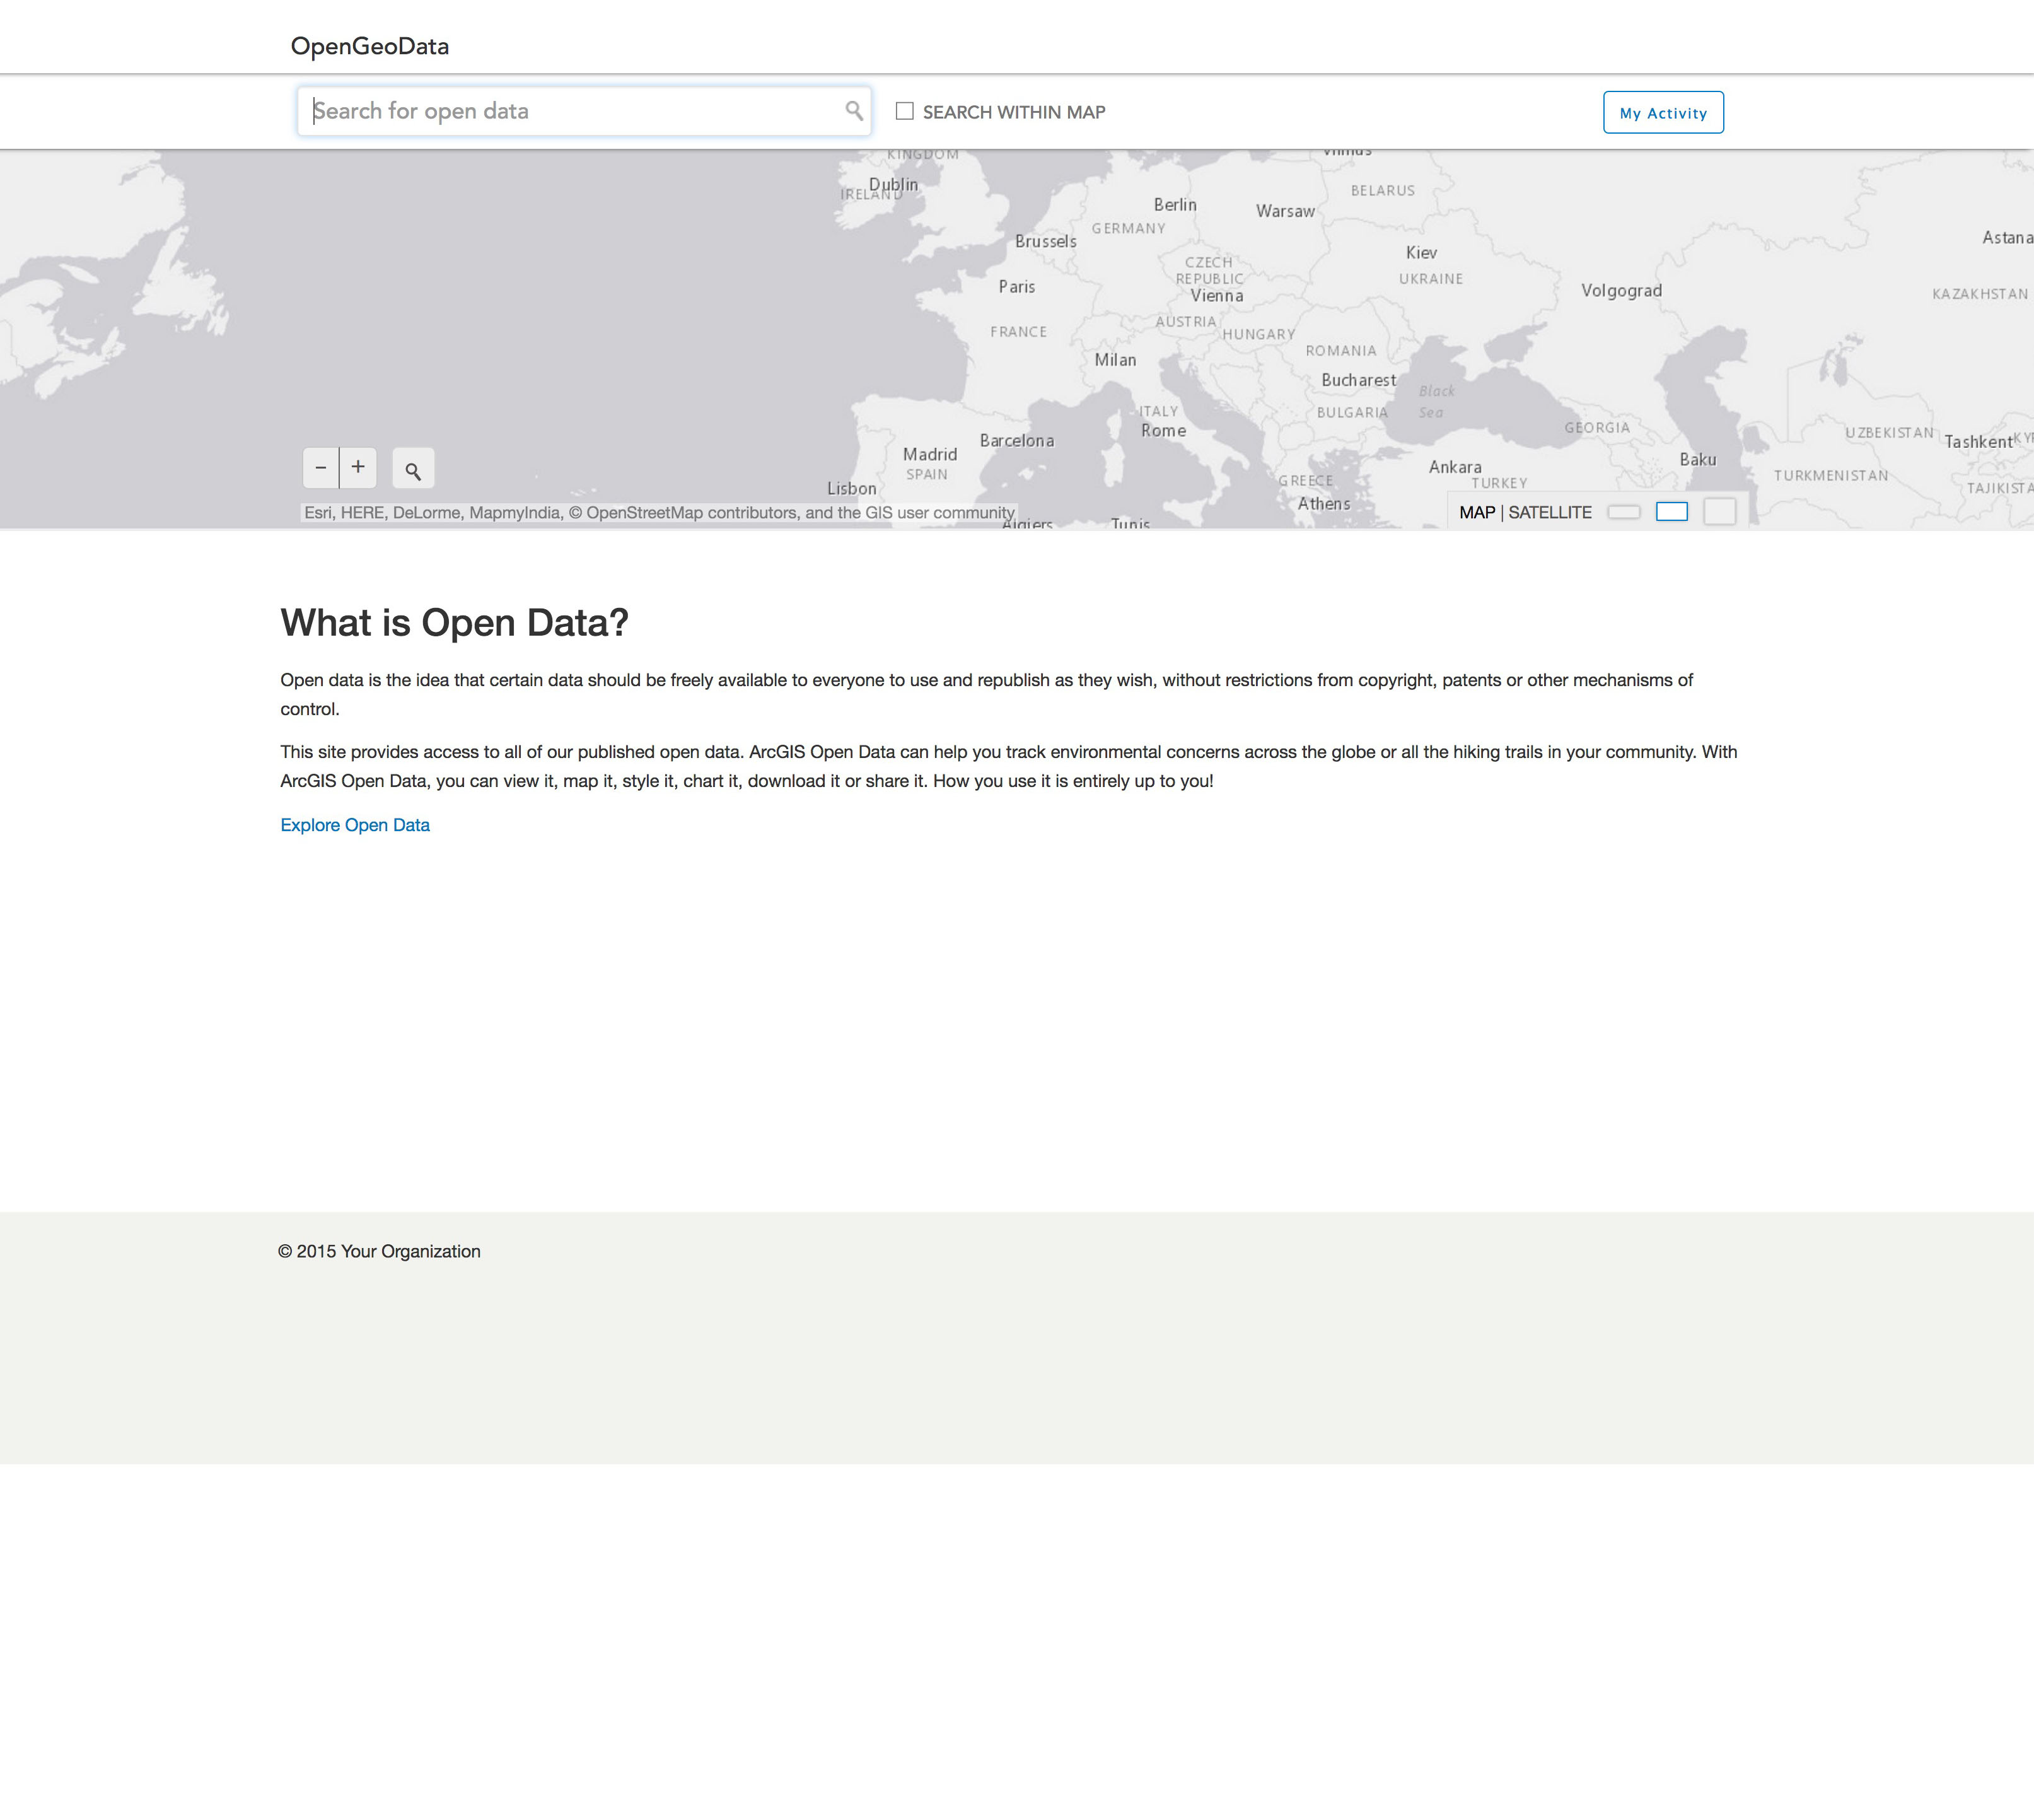 OpenGeoData
Search for open data
SEARCH WITHIN MAP
My Activity
KINGDOM
Vilnius
Dublin
IRELAND
BELARUS
Berlin
Warsaw
GERMANY
Brussels
Astana
Kiev
CZECH
REPUBLIC
UKRAINE
Paris
Vienna
Volgograd
KAZAKHSTAN
AUSTRIA
FRANCE
HUNGARY
ROMANIA
Milan
Bucharest
Black
Sea
ITALY
BULGARIA
Rome
GEORGIA
Barcelona
UZBEKISTAN
Tashkent
KY
Madrid
Baku
SPAIN
Ankara
TURKMENISTAN
GREECE
TURKEY
Lisbon
TAJIKISTA
Athens
− +
Esri, HERE, DeLorme, MapmyIndia, © OpenStreetMap contributors, and the GIS user community
MAP | SATELLITE
Algiers
Tunis
What is Open Data?
Open data is the idea that certain data should be freely available to everyone to use and republish as they wish, without restrictions from copyright, patents or other mechanisms of
control.
This site provides access to all of our published open data. ArcGIS Open Data can help you track environmental concerns across the globe or all the hiking trails in your community. With
ArcGIS Open Data, you can view it, map it, style it, chart it, download it or share it. How you use it is entirely up to you!
Explore Open Data
© 2015 Your Organization